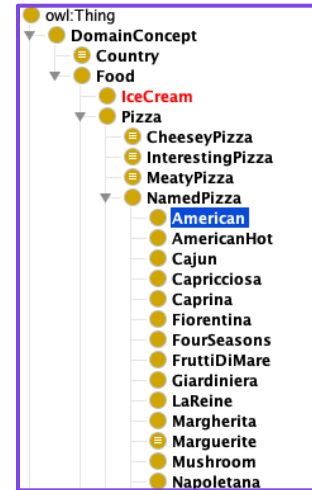 owl:Thing
DomainConcept
Country
Food
IceCream
Pizza
CheeseyPizza
InterestingPizza
MeatyPizza
NamedPizza
American
AmericanHot
Cajun
Capricciosa
Caprina
Fiorentina
FourSeasons
FruttiDiMare
Giardiniera
LaReine
Margherita
Marguerite
Mushroom
Napoletana